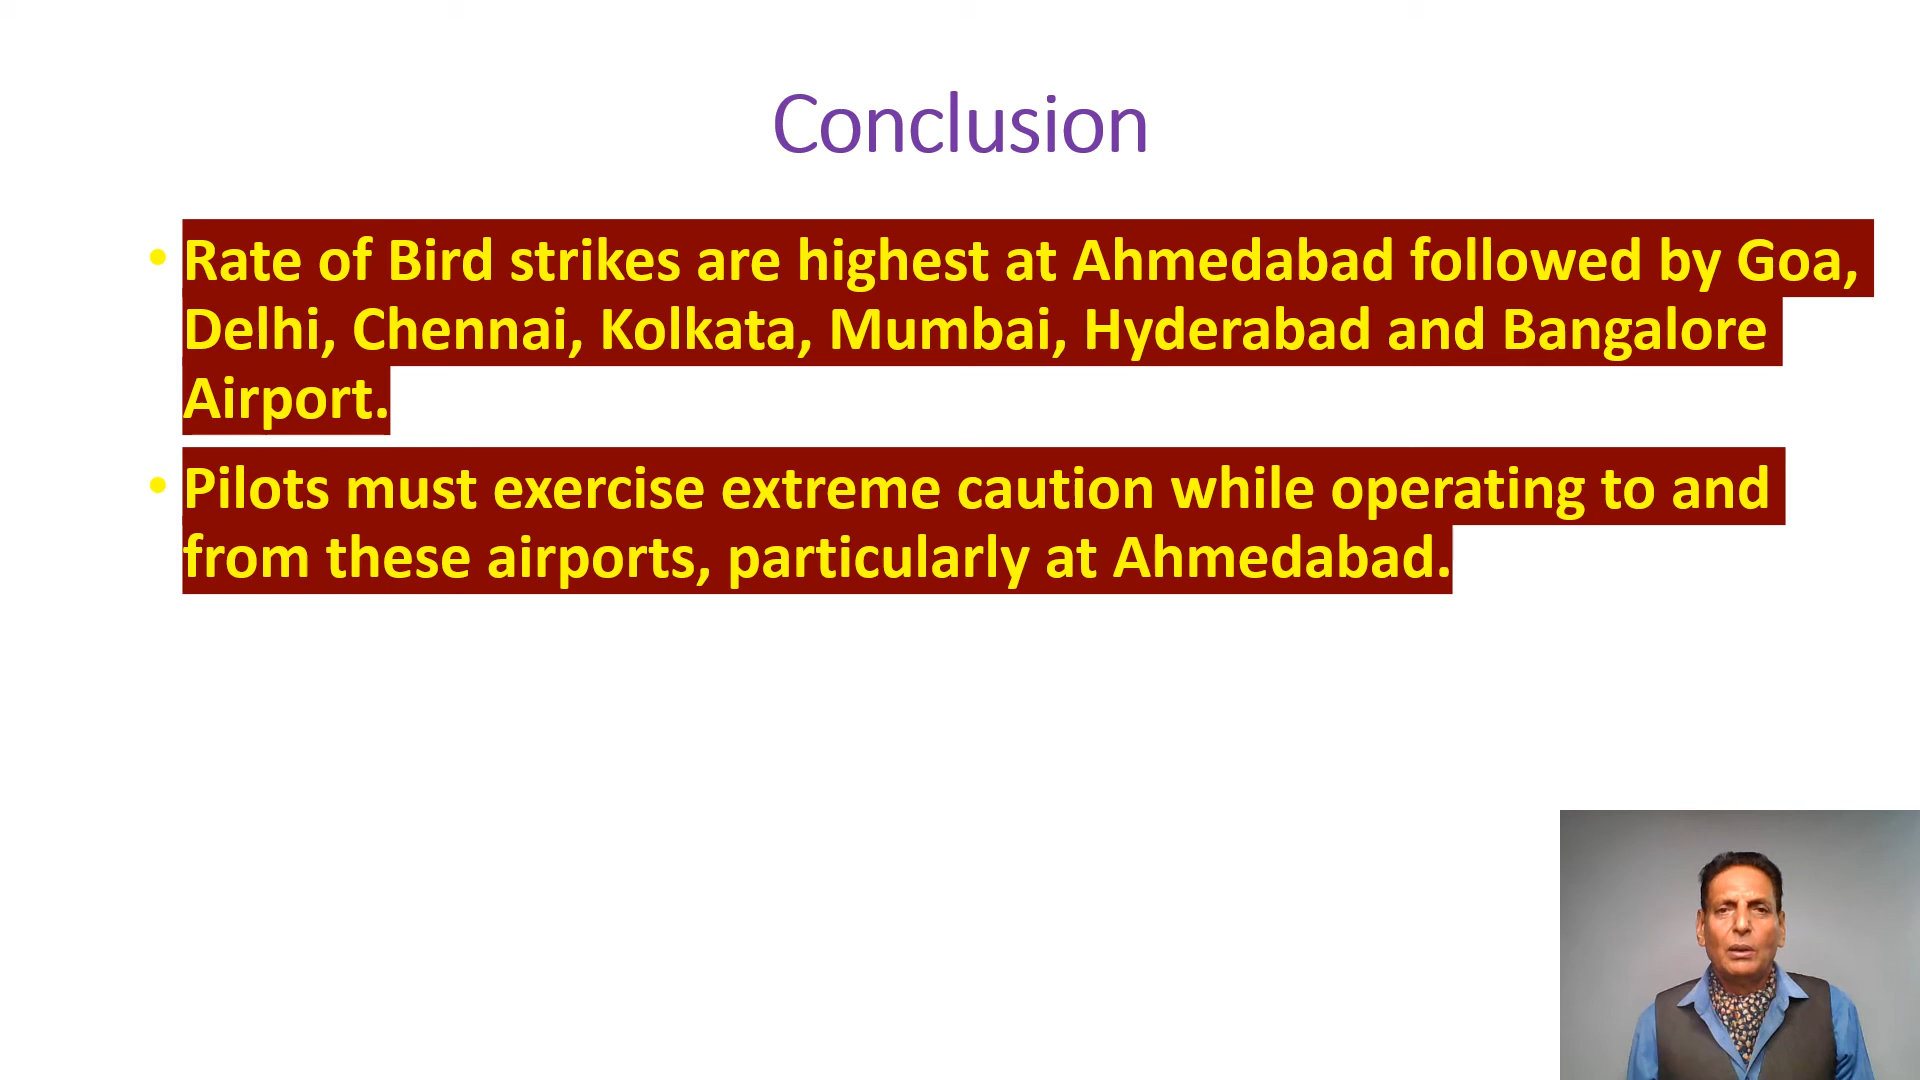 Conclusion
• Rate of Bird strikes are highest at Ahmedabad followed by Goa,
Delhi, Chennai, Kolkata, Mumbai, Hyderabad and Bangalore
Airport.
• Pilots must exercise extreme caution while operating to and
from these airports, particularly at Ahmedabad.